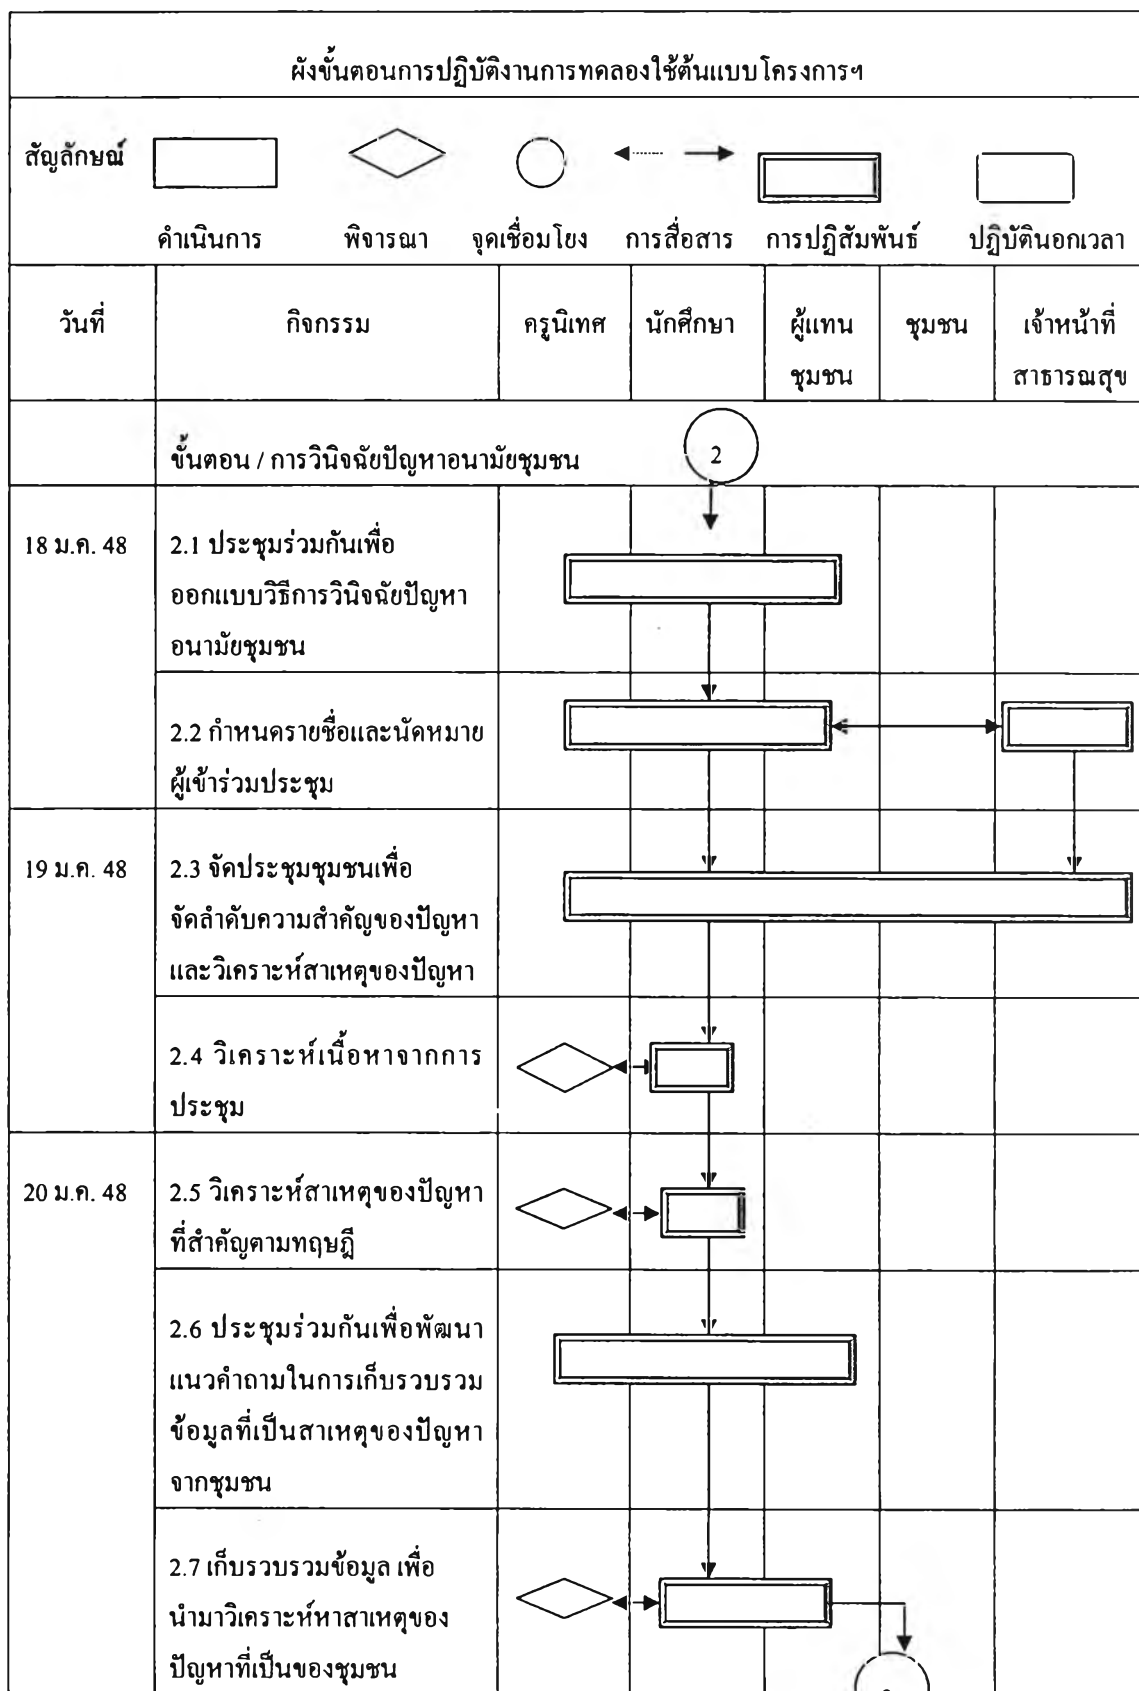 ผังขั้นตอนการปฏิบัติงานการทดลองใช้ต้นแบบโครงการฯ
สัญลักษณ์
ดำเนินการ พิจารณา จุดเชื่อมโยง การสื่อสาร การปฏิสัมพันธ์ ปฏิบัตินอกเวลา
วันที่ กิจกรรม ครูนิเทศ นักศึกษา ผู้แทน ชุมชน เจ้าหน้าที่
ชุมชน สาธารณสุข
ขั้นตอน / การวินิจฉัยปัญหาอนามัยชุมชน 2
18 ม.ค. 48 2.1 ประชุมร่วมกันเพื่อ
ออกแบบวิธีการวินิจฉัยปัญหา
อนามัยชุมชน
2.2 กำหนดรายชื่อและนัดหมาย
ผู้เข้าร่วมประชุม
19 ม.ค. 48 2.3 จัดประชุมชุมชนเพื่อ
จัดลำดับความสำคัญของปัญหา
และวิเคราะห์สาเหตุของปัญหา
2.4 วิเคราะห์เนื้อหาจากการ
ประชุม
20 ม.ค. 48 2.5 วิเคราะห์สาเหตุของปัญหา
ที่สำคัญตามทฤษฎี
2.6 ประชุมร่วมกันเพื่อพัฒนา
แนวคำถามในการเก็บรวบรวม
ข้อมูลที่เป็นสาเหตุของปัญหา
จากชุมชน
2.7 เก็บรวบรวมข้อมูล เพื่อ
นำมาวิเคราะห์หาสาเหตุของ
ปัญหาที่เป็นของชุมชน